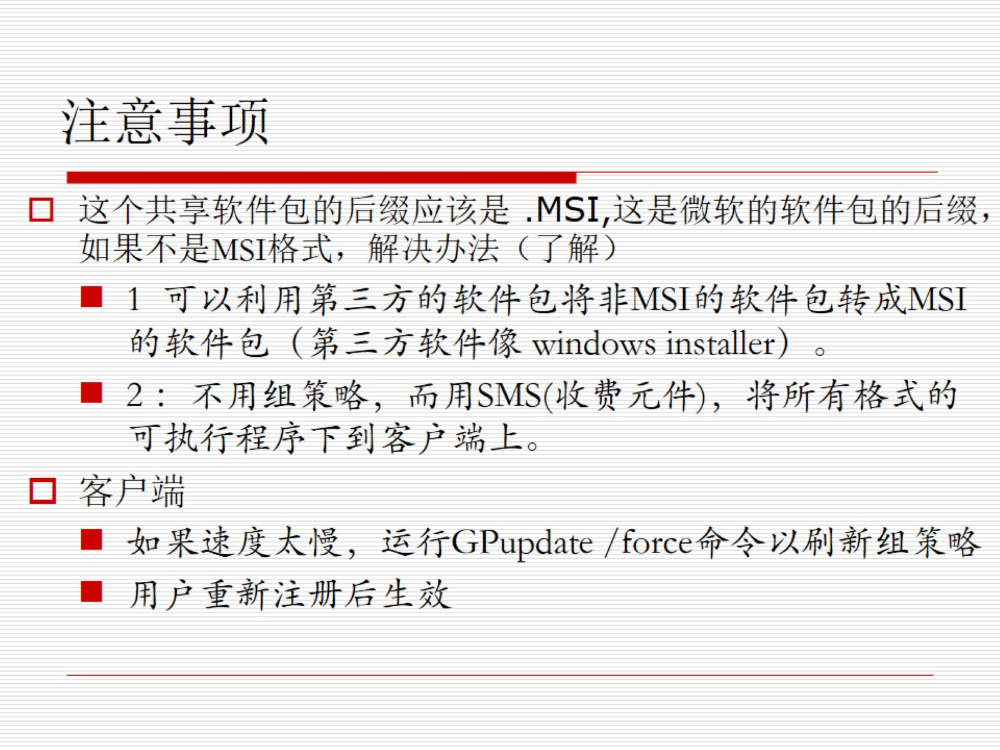 注意事项
这个共享软件包的后缀应该是 .MSI,这是微软的软件包的后缀，
如果不是MSI格式，解决办法（了解）
1 可以利用第三方的软件包将非MSI的软件包转成MSI
的软件包（第三方软件像 windows installer）。
2： 不用组策略，而用SMS(收费元件)，将所有格式的
可执行程序下到客户端上。
客户端
如果速度太慢，运行GPupdate /force命令以刷新组策略
用户重新注册后生效